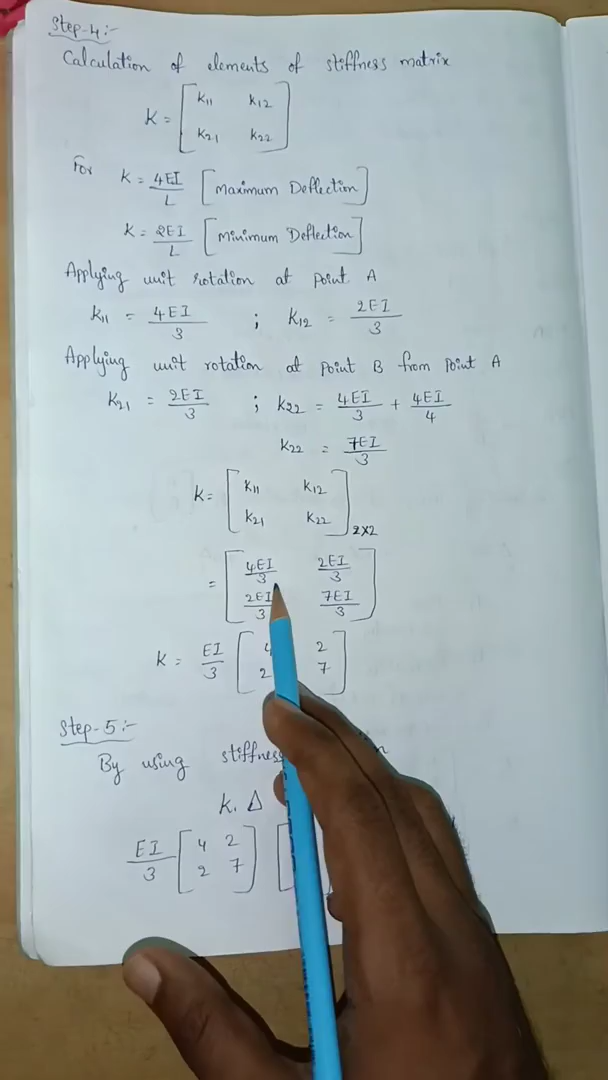 Step-4:-
Calculation of elements of stiffness matrix
K = [ K11 K12
K21 K22 ]
For K = 4EI/L [Maximum Deflection]
K = 2EI/L [Minimum Deflection]
Applying unit rotation at point A
K11 = 4EI/3 ; K12 = 2EI/3
Applying unit rotation at point B from point A
K21 = 2EI/3 ; K22 = 4EI/3 + 4EI/4
K22 = 7EI/3
K = [ K11 K12
K21 K22 ] 2x2
= [ 4EI/3 2EI/3
2EI/3 7EI/3 ]
K = EI/3 [ 4 2
2 7 ]
Step-5:-
By using stiffness
K. Δ
EI/3 [ 4 2
2 7 ] [